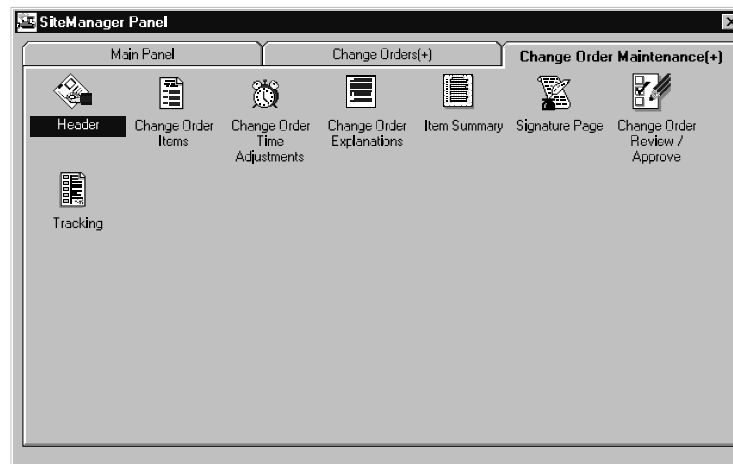 SiteManager Panel
Main Panel
Change Orders(+)
Change Order Maintenance(+)
Header
Change Order
Items
Change Order
Time
Adjustments
Change Order
Explanations
Item Summary
Signature Page
Change Order
Review /
Approve
Tracking